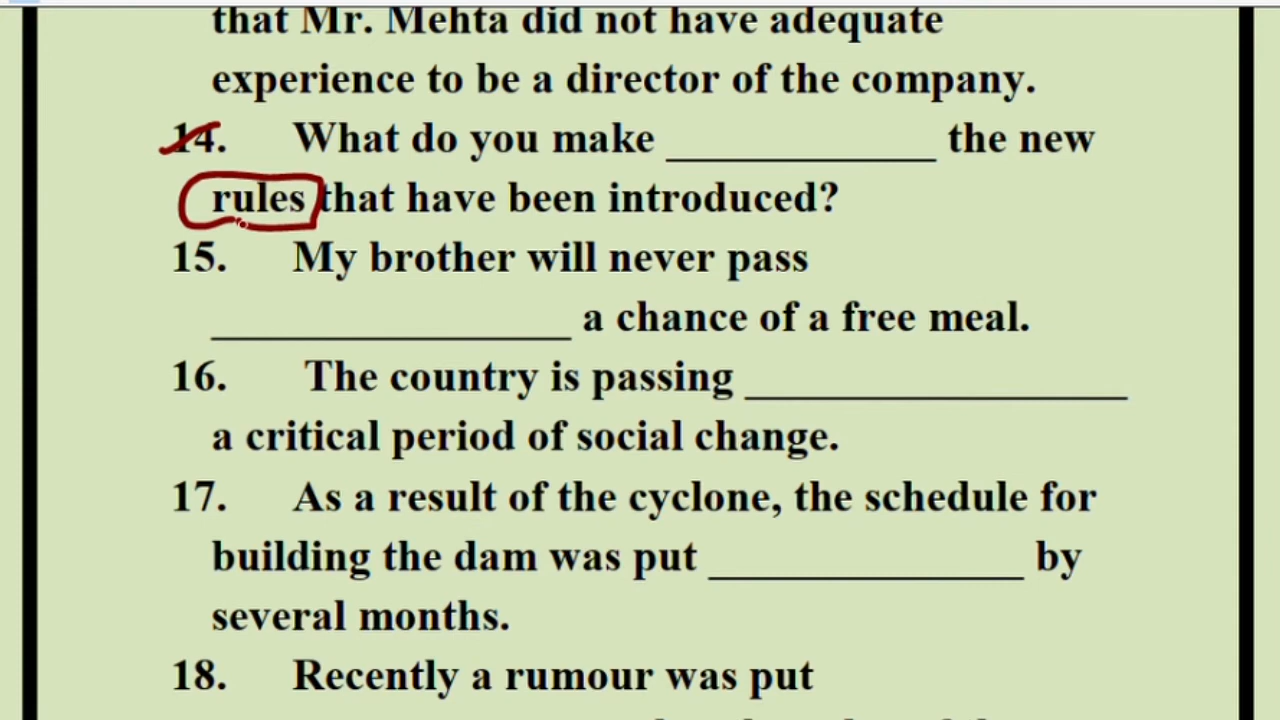 that Mr. Mehta did not have adequate
experience to be a director of the company.
14. What do you make ____________ the new
rules that have been introduced?
15. My brother will never pass
________________ a chance of a free meal.
16. The country is passing _________________
a critical period of social change.
17. As a result of the cyclone, the schedule for
building the dam was put ______________ by
several months.
18. Recently a rumour was put